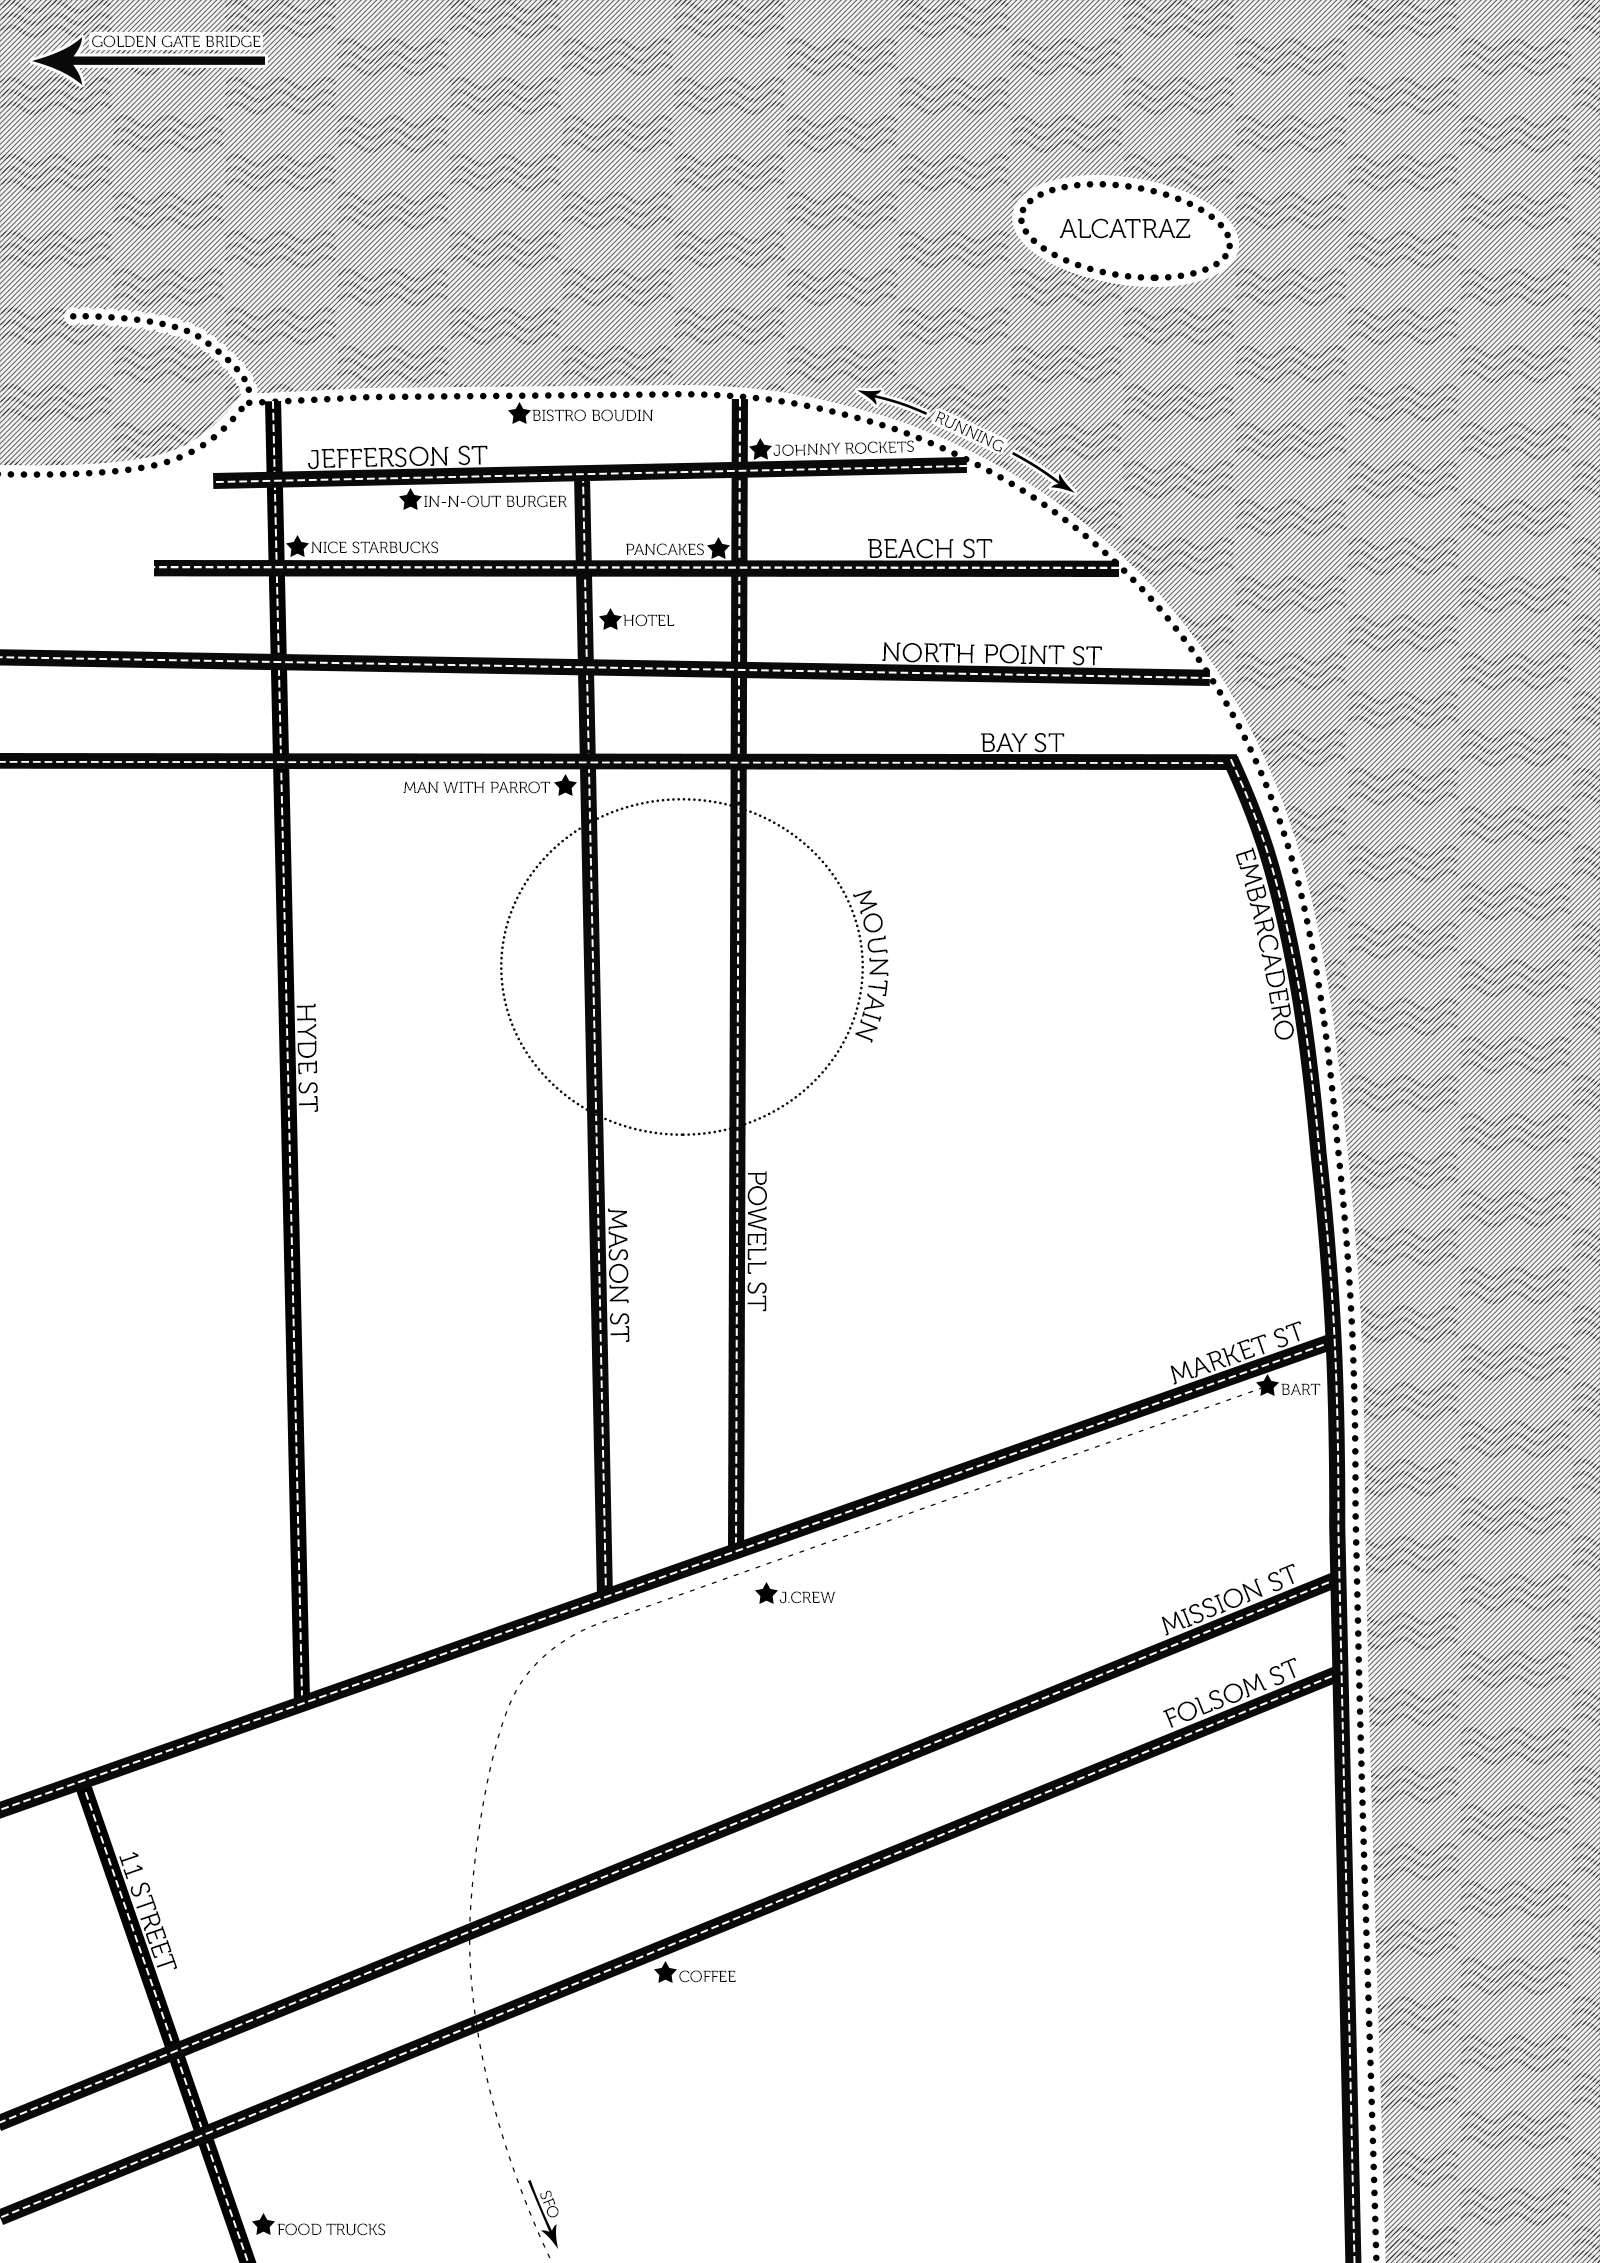 GOLDEN GATE BRIDGE
ALCATRAZ
BISTRO BOUDIN
RUNNING
JEFFERSON ST
JOHNNY ROCKETS
IN-N-OUT BURGER
NICE STARBUCKS
PANCAKES
BEACH ST
HOTEL
NORTH POINT ST
BAY ST
MAN WITH PARROT
EMBARCADERO
MOUNTAIN
HYDE ST
MASON ST
POWELL ST
MARKET ST
BART
J.CREW
MISSION ST
FOLSOM ST
11 STREET
COFFEE
SFO
FOOD TRUCKS